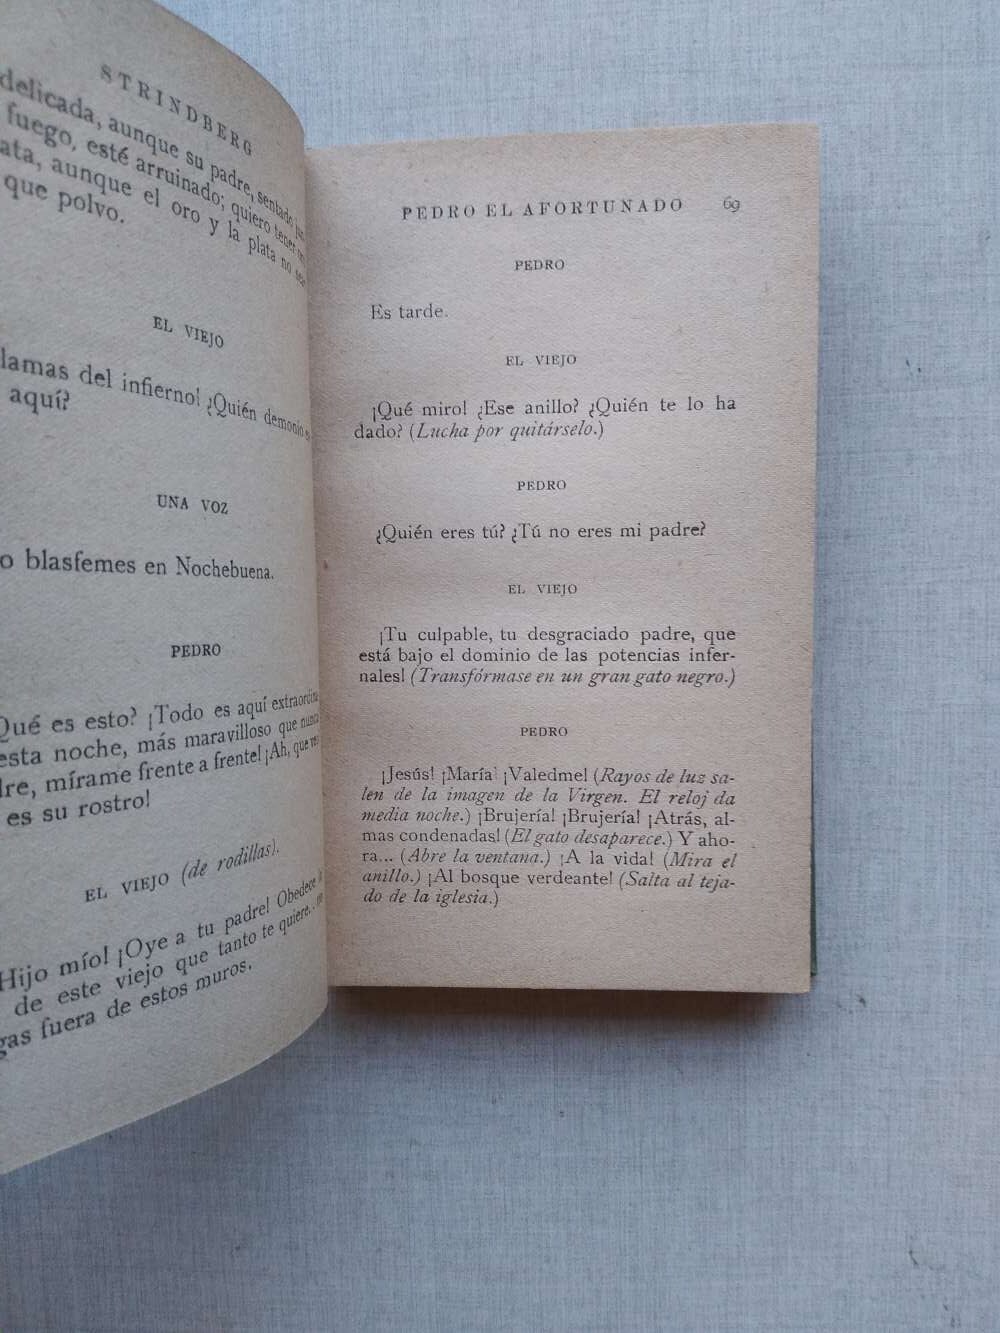 STRINDBERG
delicada, aunque su padre, sentado
fuego, esté arruinado; quiero tener
aunque el oro y la plata no
que polvo.
EL VIEJO
del infierno! ¿Quién demonio
aquí?
UNA VOZ
blasfemes en Nochebuena.
PEDRO
Qué es esto? ¡Todo es aquí
esta noche, más maravilloso que nunca
mírame frente a frente! ¡Ah, que
es su rostro!
EL VIEJO (de rodillas).
Hijo mío! ¡Oye a tu padre! Obedece
de este viejo que tanto te quiere..
fuera de estos muros.
PEDRO EL AFORTUNADO 69
PEDRO
Es tarde.
EL VIEJO
¡Qué miro! ¿Ese anillo? ¿Quién te lo ha
dado? (Lucha por quitárselo.)
PEDRO
¿Quién eres tú? ¿Tú no eres mi padre?
EL VIEJO
¡Tu culpable, tu desgraciado padre, que
está bajo el dominio de las potencias infer-
nales! (Transfórmase en un gran gato negro.)
PEDRO
¡Jesús! ¡María! ¡Valedme! (Rayos de luz sa-
len de la imagen de la Virgen. El reloj da
media noche.) ¡Brujería! ¡Brujería! ¡Atrás, al-
mas condenadas! (El gato desaparece.) Y aho-
ra... (Abre la ventana.) ¡A la vida! (Mira el
anillo.) ¡Al bosque verdeante! (Salta al teja-
do de la iglesia.)